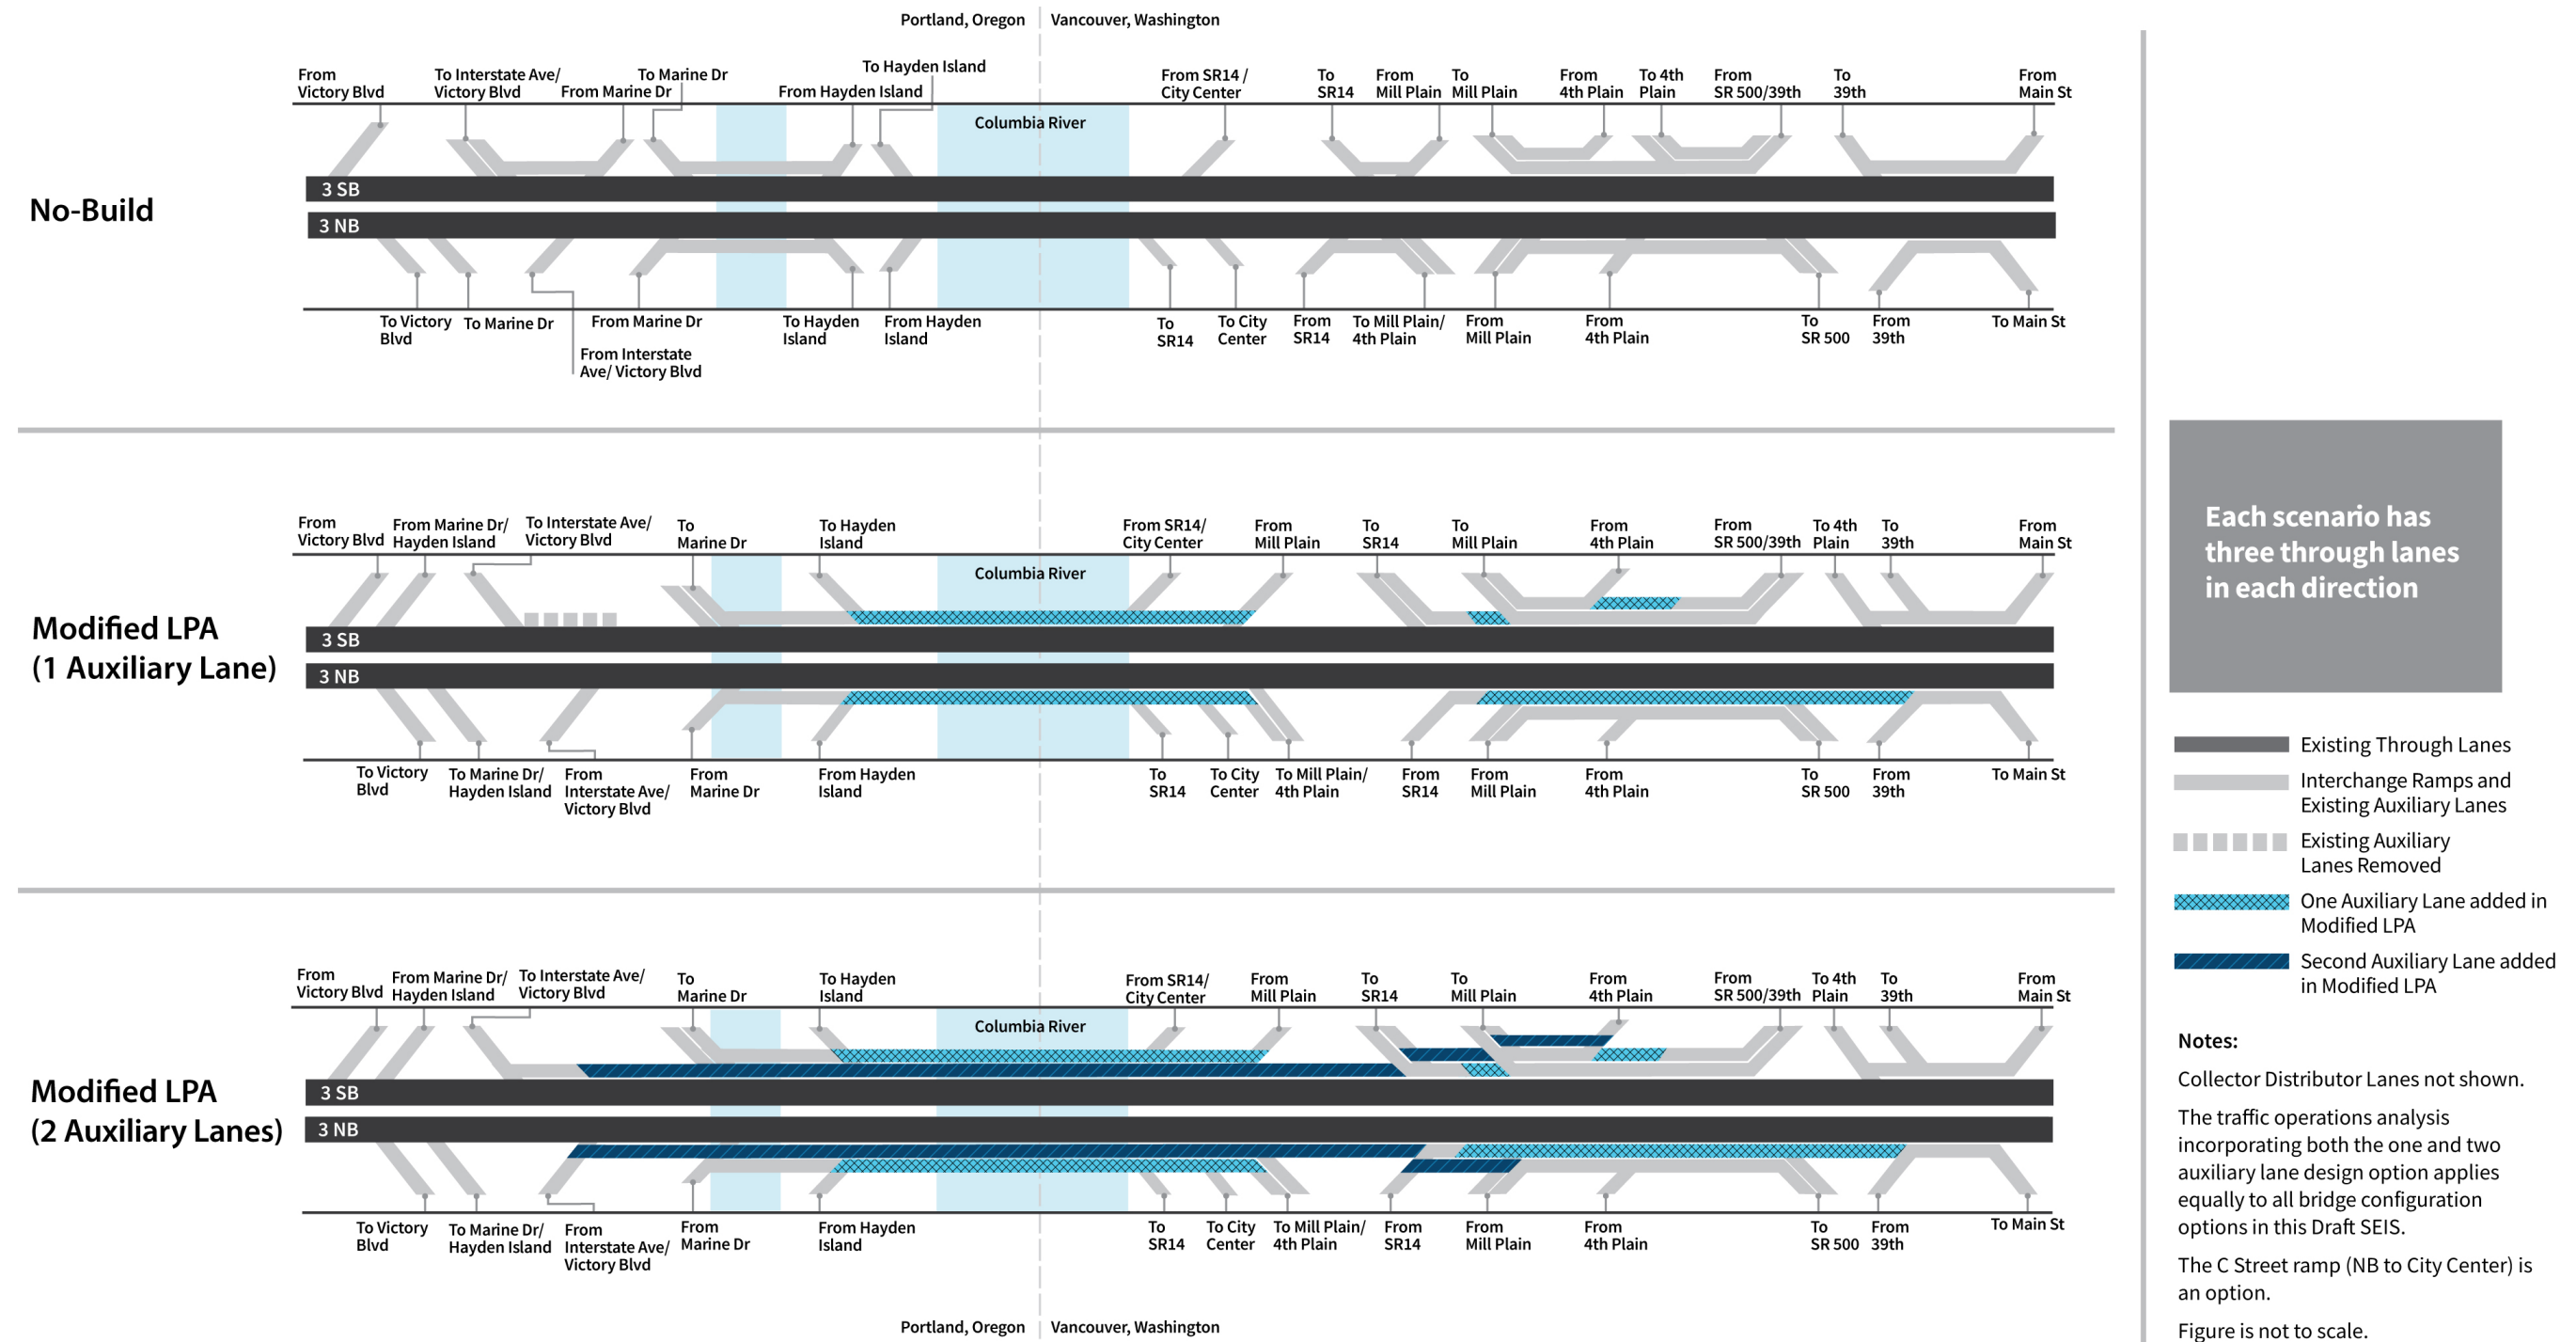 Portland, Oregon
Vancouver, Washington
From
Victory Blvd
To Interstate Ave/
Victory Blvd
From Marine Dr
To Marine Dr
From Hayden Island
To Hayden Island
From SR14 /
City Center
To
SR14
From
Mill Plain
To
Mill Plain
From
4th Plain
To 4th
Plain
From
SR 500/39th
To
39th
From
Main St
Columbia River
No-Build
3 SB
3 NB
To Victory
Blvd
To Marine Dr
From Interstate
Ave/ Victory Blvd
From Marine Dr
To Hayden
Island
From Hayden
Island
To
SR14
To City
Center
From
SR14
To Mill Plain/
4th Plain
From
Mill Plain
From
4th Plain
To
SR 500
From
39th
To Main St
From
Victory Blvd
From Marine Dr/
Hayden Island
To Interstate Ave/
Victory Blvd
To
Marine Dr
To Hayden
Island
From SR14/
City Center
From
Mill Plain
To
SR14
To
Mill Plain
From
4th Plain
From
SR 500/39th
To 4th
Plain
To
39th
From
Main St
Columbia River
Modified LPA
(1 Auxiliary Lane)
3 SB
3 NB
To Victory
Blvd
To Marine Dr/
Hayden Island
From
Interstate Ave/
Victory Blvd
From
Marine Dr
From Hayden
Island
To
SR14
To City
Center
To Mill Plain/
4th Plain
From
SR14
From
Mill Plain
From
4th Plain
To
SR 500
From
39th
To Main St
From
Victory Blvd
From Marine Dr/
Hayden Island
To Interstate Ave/
Victory Blvd
To
Marine Dr
To Hayden
Island
From SR14/
City Center
From
Mill Plain
To
SR14
To
Mill Plain
From
4th Plain
From
SR 500/39th
To 4th
Plain
To
39th
From
Main St
Columbia River
Modified LPA
(2 Auxiliary Lanes)
3 SB
3 NB
To Victory
Blvd
To Marine Dr/
Hayden Island
From
Interstate Ave/
Victory Blvd
From
Marine Dr
From Hayden
Island
To
SR14
To City
Center
To Mill Plain/
4th Plain
From
SR14
From
Mill Plain
From
4th Plain
To
SR 500
From
39th
To Main St
Portland, Oregon
Vancouver, Washington
Each scenario has
three through lanes
in each direction
Existing Through Lanes
Interchange Ramps and
Existing Auxiliary Lanes
Existing Auxiliary
Lanes Removed
One Auxiliary Lane added in
Modified LPA
Second Auxiliary Lane added
in Modified LPA
Notes:
Collector Distributor Lanes not shown.
The traffic operations analysis
incorporating both the one and two
auxiliary lane design option applies
equally to all bridge configuration
options in this Draft SEIS.
The C Street ramp (NB to City Center) is
an option.
Figure is not to scale.